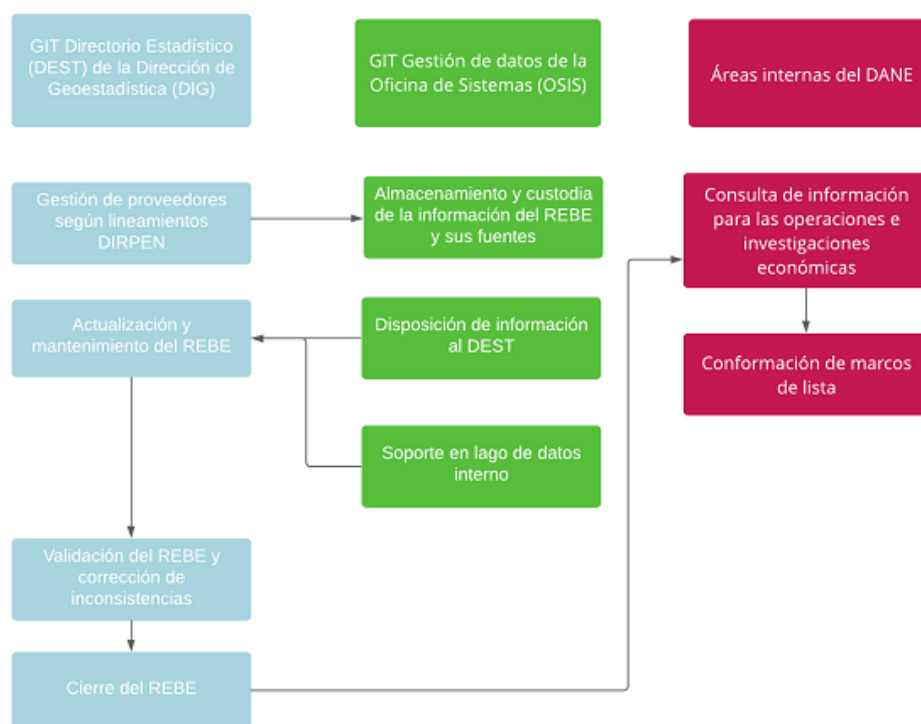 GIT Directorio Estadístico
(DEST) de la Dirección de
Geoestadística (DIG)
GIT Gestión de datos de la
Oficina de Sistemas (OSIS)
Áreas internas del DANE
Gestión de proveedores
según lineamientos
DIRPEN
Almacenamiento y custodia
de la información del REBE
y sus fuentes
Consulta de información
para las operaciones e
investigaciones
económicas
Actualización y
mantenimiento del REBE
Disposición de información
al DEST
Conformación de marcos
de lista
Soporte en lago de datos
interno
Validación del REBE y
corrección de
inconsistencias
Cierre del REBE